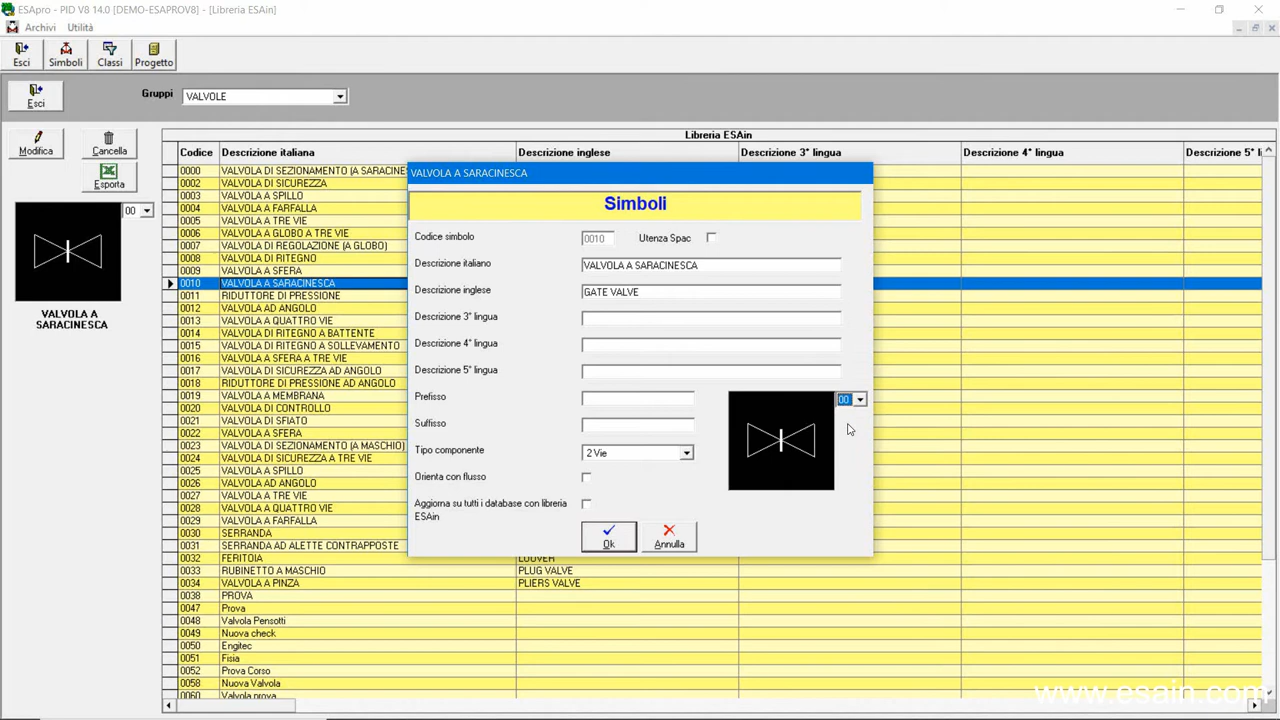 ESApro - PID V8 14.0 [DEMO-ESAPROV8] - [Libreria ESAin]
Archivi Utilità
Esci Simboli Classi Progetto
Esci
Gruppi VALVOLE
Modifica Cancella
Esporta
00
VALVOLA A
SARACINESCA
Libreria ESAin
Codice Descrizione italiana Descrizione inglese Descrizione 3° lingua Descrizione 4° lingua Descrizione 5° li
0000 VALVOLA DI SEZIONAMENTO (A SARACINE
0002 VALVOLA DI SICUREZZA
0003 VALVOLA A SPILLO
0004 VALVOLA A FARFALLA
0005 VALVOLA A TRE VIE
0006 VALVOLA A GLOBO A TRE VIE
0007 VALVOLA DI REGOLAZIONE (A GLOBO)
0008 VALVOLA DI RITEGNO
0009 VALVOLA A SFERA
0010 VALVOLA A SARACINESCA
0011 RIDUTTORE DI PRESSIONE
0012 VALVOLA AD ANGOLO
0013 VALVOLA A QUATTRO VIE
0014 VALVOLA DI RITEGNO A BATTENTE
0015 VALVOLA DI RITEGNO A SOLLEVAMENTO
0016 VALVOLA A SFERA A TRE VIE
0017 VALVOLA DI SICUREZZA AD ANGOLO
0018 RIDUTTORE DI PRESSIONE AD ANGOLO
0019 VALVOLA A MEMBRANA
0020 VALVOLA DI CONTROLLO
0021 VALVOLA DI SFIATO
0022 VALVOLA A SFERA
0023 VALVOLA DI SEZIONAMENTO (A MASCHIO)
0024 VALVOLA DI SICUREZZA A TRE VIE
0025 VALVOLA A SPILLO
0026 VALVOLA AD ANGOLO
0027 VALVOLA A TRE VIE
0028 VALVOLA A QUATTRO VIE
0029 VALVOLA A FARFALLA
0030 SERRANDA
0031 SERRANDA AD ALETTE CONTRAPPOSTE
0032 FERITOIA LOUVER
0033 RUBINETTO A MASCHIO PLUG VALVE
0034 VALVOLA A PINZA PLIERS VALVE
0038 PROVA
0047 Prova
0048 Valvola Pensotti
0049 Nuova check
0050 Engitec
0051 Fisia
0052 Prova Corso
0058 Nuova Valvola
0060 Valvola prova
VALVOLA A SARACINESCA
Simboli
Codice simbolo 0010 Utenza Spac
Descrizione italiano VALVOLA A SARACINESCA
Descrizione inglese GATE VALVE
Descrizione 3° lingua
Descrizione 4° lingua
Descrizione 5° lingua
Prefisso 00
Suffisso
Tipo componente 2 Vie
Orienta con flusso
Aggiorna su tutti i database con libreria
ESAin
Ok Annulla
www.esain.com